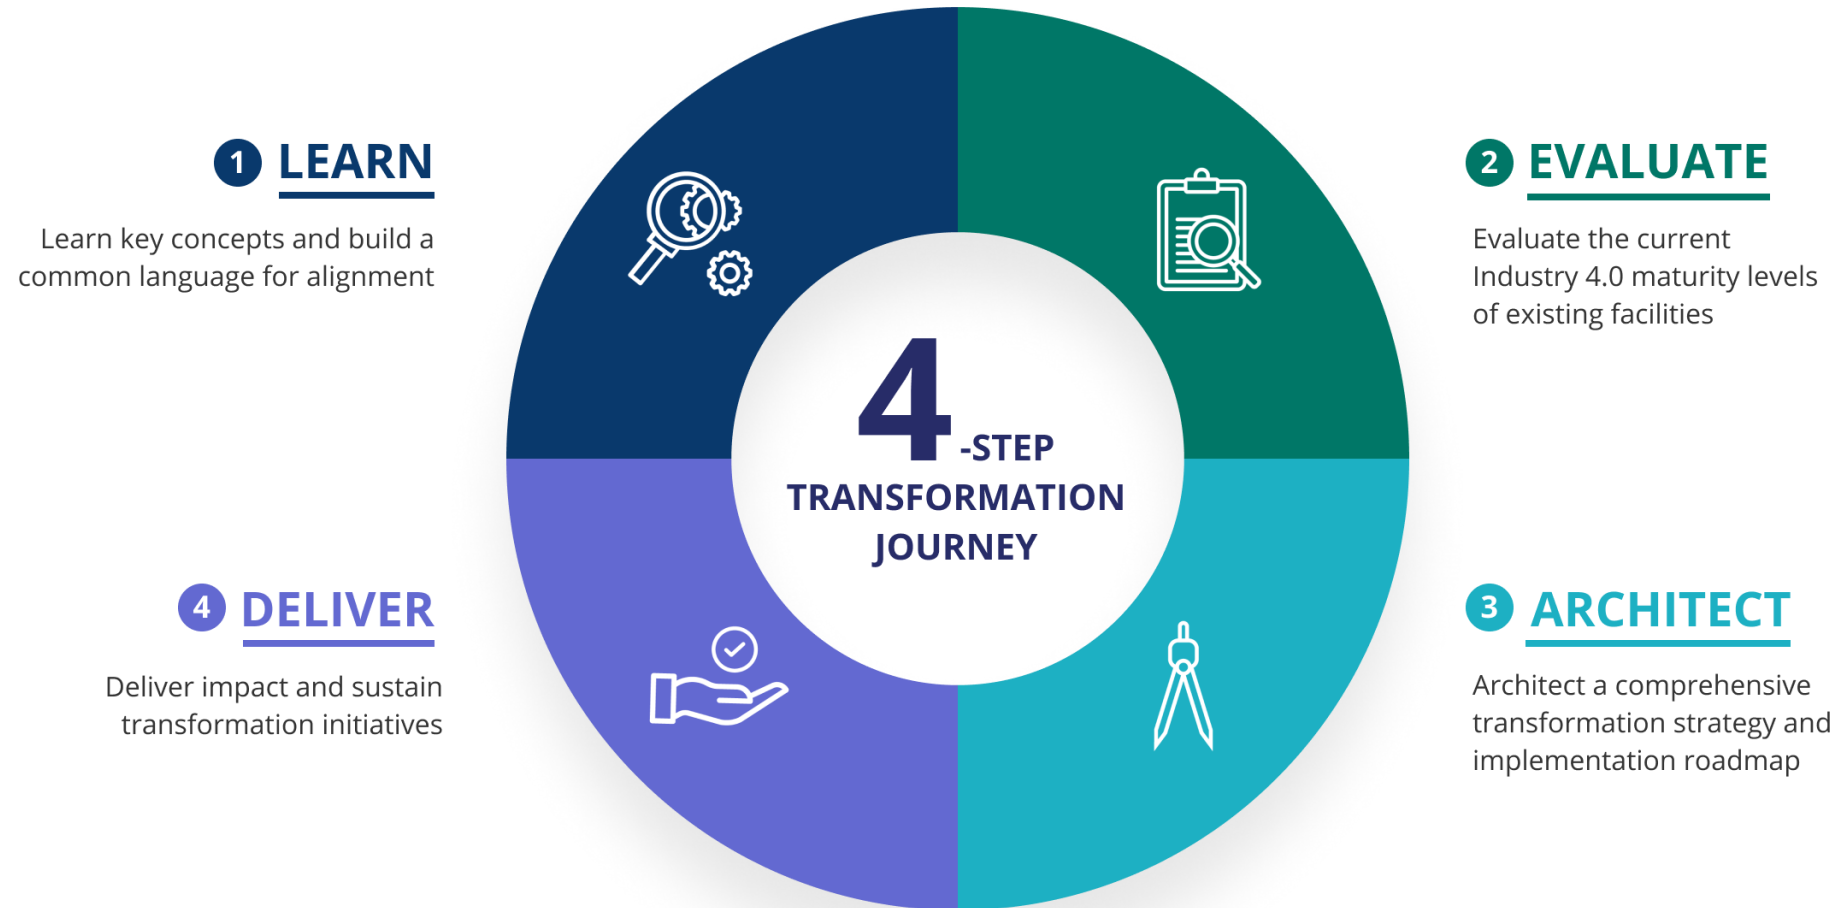 1 LEARN
Learn key concepts and build a
common language for alignment
2 EVALUATE
Evaluate the current
Industry 4.0 maturity levels
of existing facilities
4-STEP
TRANSFORMATION
JOURNEY
3 ARCHITECT
Architect a comprehensive
transformation strategy and
implementation roadmap
4 DELIVER
Deliver impact and sustain
transformation initiatives